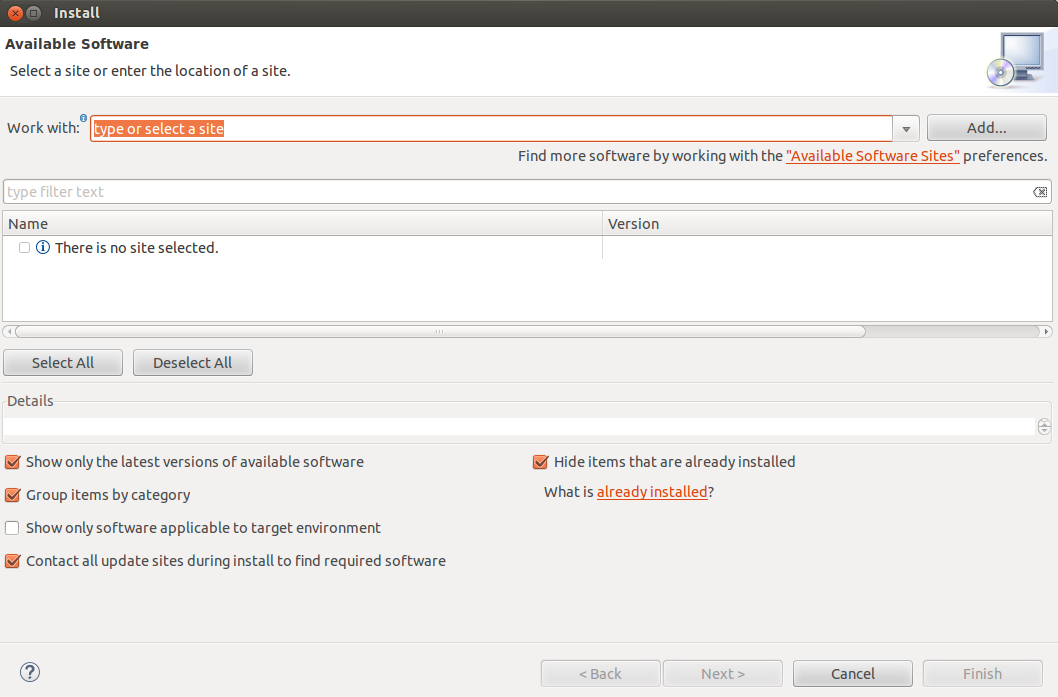 Install
Available Software
Select a site or enter the location of a site.
Work with: type or select a site Add...
Find more software by working with the "Available Software Sites" preferences.
type filter text
Name Version
There is no site selected.
Select All Deselect All
Details
Show only the latest versions of available software Hide items that are already installed
Group items by category What is already installed?
Show only software applicable to target environment
Contact all update sites during install to find required software
? < Back Next > Cancel Finish